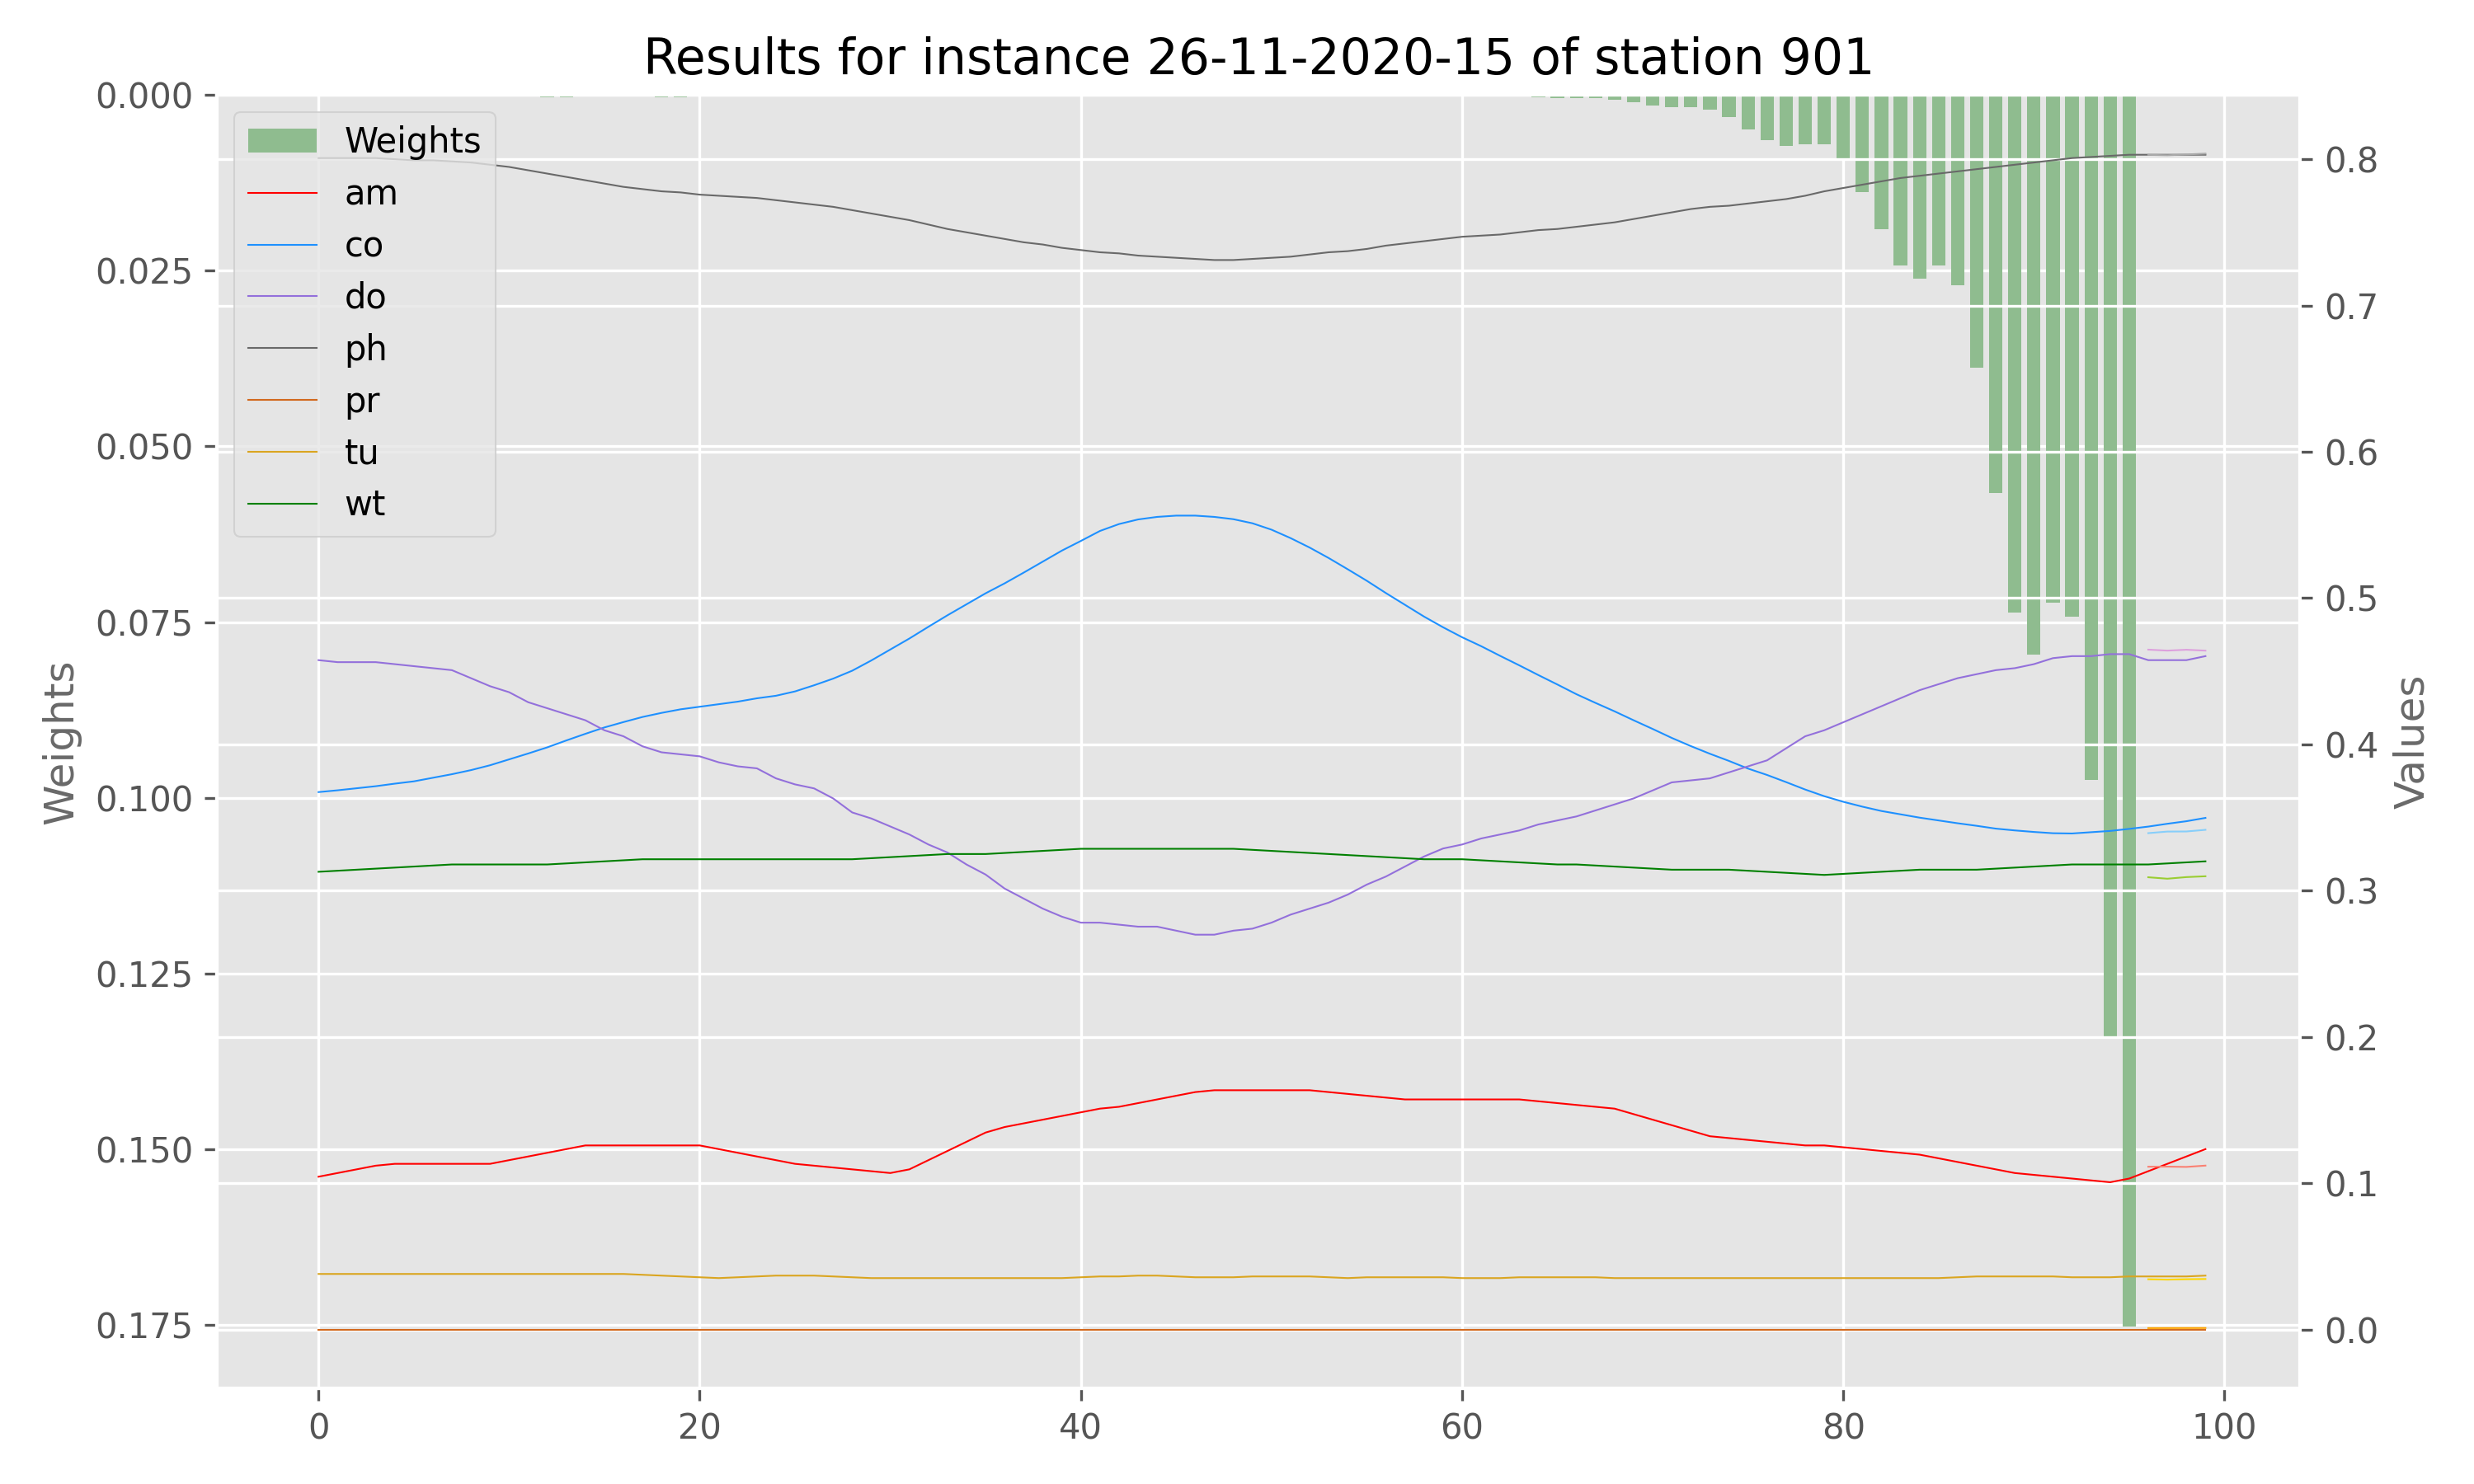 Results for instance 26-11-2020-15 of station 901
0.000
0.025
0.050
0.075
0.100
0.125
0.150
0.175
Weights
Weights
am
co
do
ph
pr
tu
wt
0.8
0.7
0.6
0.5
0.4
0.3
0.2
0.1
0.0
Values
0 20 40 60 80 100